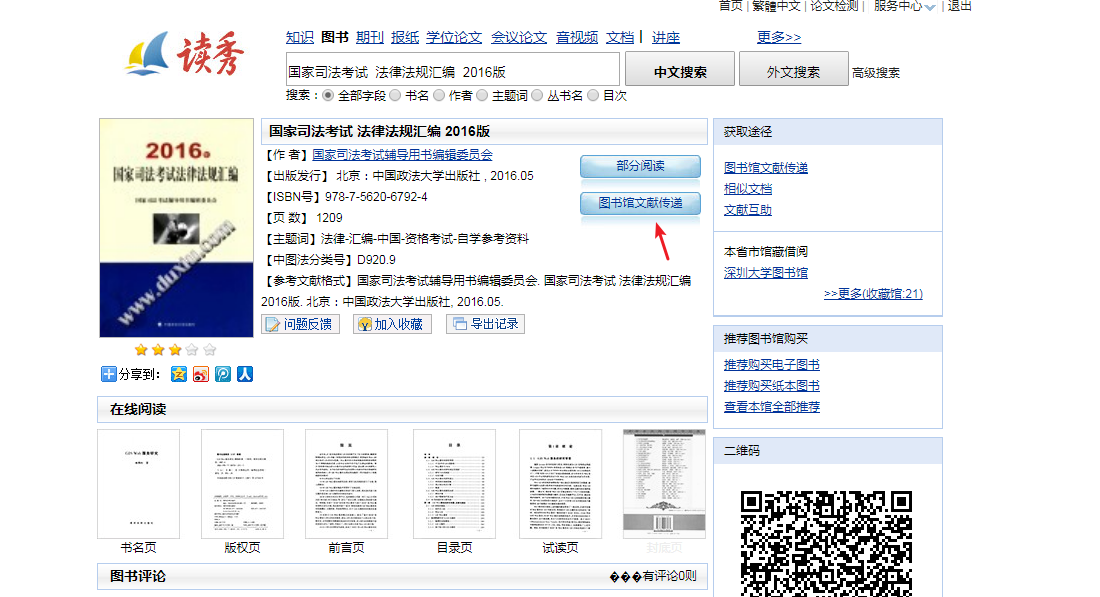 首页 | 繁體中文 | 论文检测 | 服务中心 | 退出
读秀
知识 图书 期刊 报纸 学位论文 会议论文 音视频 文档 讲座 更多>>
国家司法考试 法律法规汇编 2016版
中文搜索 外文搜索 高级搜索
搜索： 全部字段 书名 作者 主题词 丛书名 目次
2016年
国家司法考试法律法规汇编
www.duxiu.com
国家司法考试 法律法规汇编 2016版
【作 者】国家司法考试辅导用书编辑委员会
【出版发行】 北京：中国政法大学出版社 , 2016.05
【ISBN号】978-7-5620-6792-4
【页 数】 1209
【主题词】法律-汇编-中国-资格考试-自学参考资料
【中图法分类号】D920.9
【参考文献格式】国家司法考试辅导用书编辑委员会. 国家司法考试 法律法规汇编
2016版. 北京：中国政法大学出版社, 2016.05.
部分阅读
图书馆文献传递
问题反馈 加入收藏 导出记录
分享到：
在线阅读
书名页 版权页 前言页 目录页 试读页 封底页
图书评论 ���有评论0则
获取途径
图书馆文献传递
相似文档
文献互助
本省市馆藏借阅
深圳大学图书馆
>>更多(收藏馆:21)
推荐图书馆购买
推荐购买电子图书
推荐购买纸本图书
查看本馆全部推荐
二维码